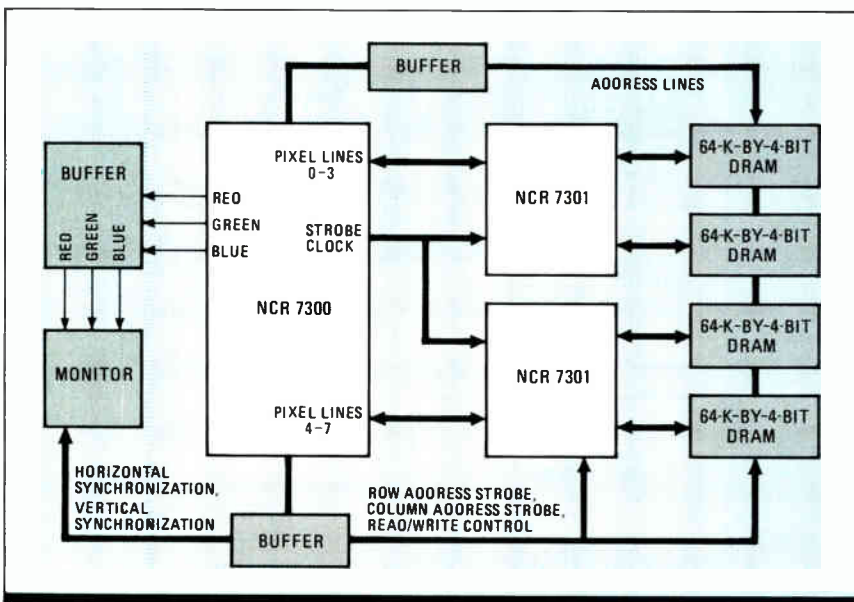 BUFFER
ADDRESS LINES
BUFFER
RED
GREEN
BLUE
RED
GREEN
BLUE
PIXEL LINES
0-3
STROBE
CLOCK
NCR 7300
PIXEL LINES
4-7
NCR 7301
NCR 7301
64-K-BY-4-BIT
DRAM
64-K-BY-4-BIT
DRAM
64-K-BY-4-BIT
DRAM
64-K-BY-4-BIT
DRAM
MONITOR
HORIZONTAL
SYNCHRONIZATION,
VERTICAL
SYNCHRONIZATION
BUFFER
ROW ADDRESS STROBE,
COLUMN ADDRESS STROBE,
READ/WRITE CONTROL